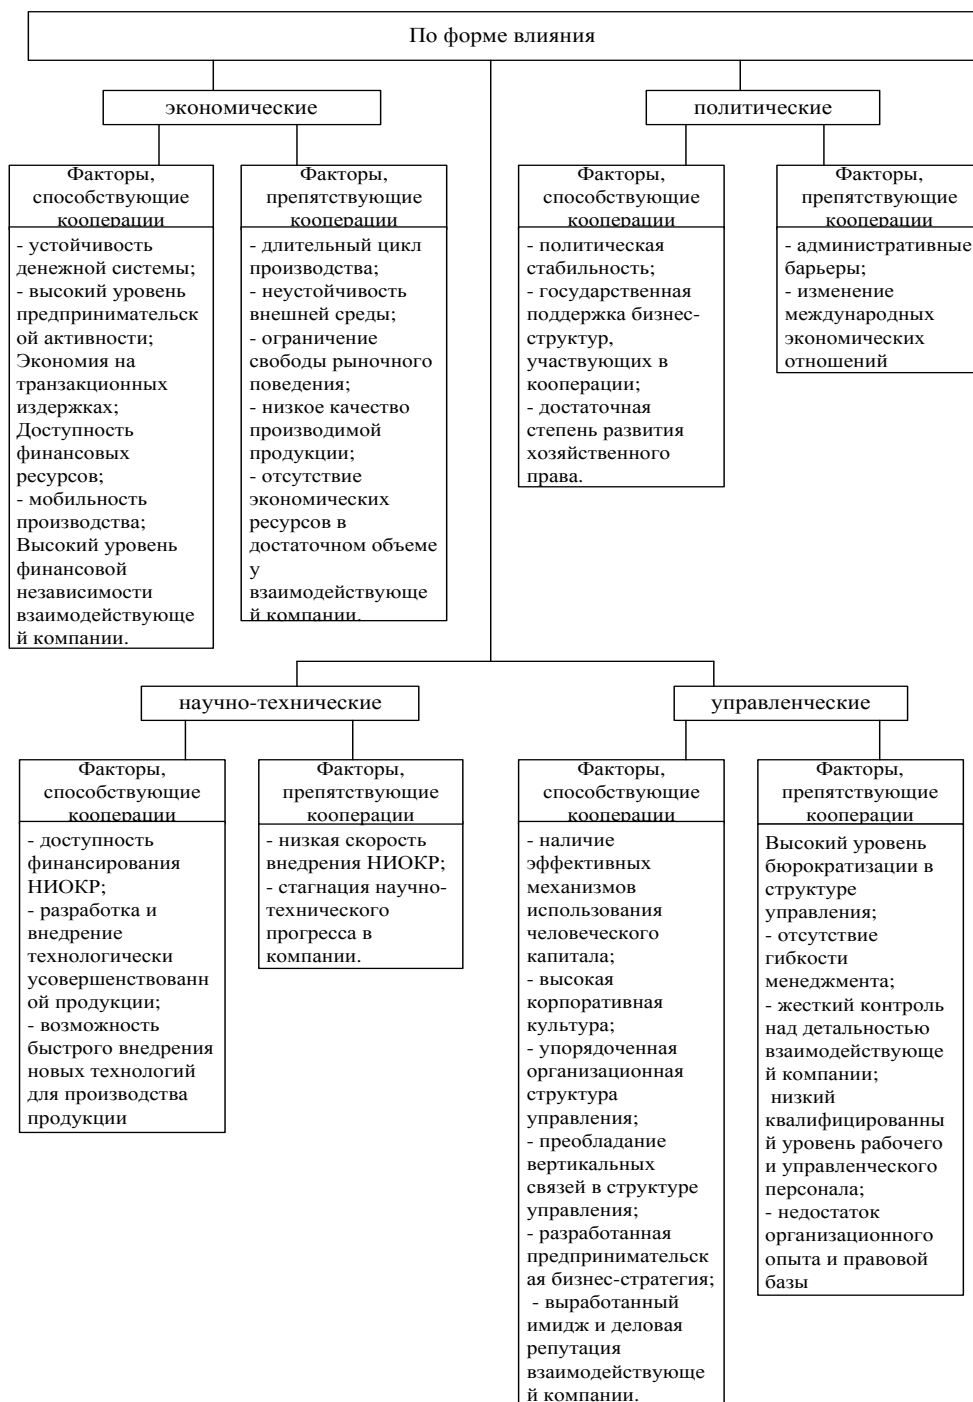 По форме влияния
экономические
политические
Факторы,
способствующие
кооперации
- устойчивость
денежной системы;
- высокий уровень
предпринимательск
ой активности;
Экономия на
транзакционных
издержках;
Доступность
финансовых
ресурсов;
- мобильность
производства;
Высокий уровень
финансовой
независимости
взаимодействующе
й компании.
Факторы,
препятствующие
кооперации
- длительный цикл
производства;
- неустойчивость
внешней среды;
- ограничение
свободы рыночного
поведения;
- низкое качество
производимой
продукции;
- отсутствие
экономических
ресурсов в
достаточном объеме
у
взаимодействующе
й компании.
Факторы,
способствующие
кооперации
- политическая
стабильность;
- государственная
поддержка бизнес-
структур,
участвующих в
кооперации;
- достаточная
степень развития
хозяйственного
права.
Факторы,
препятствующие
кооперации
- административные
барьеры;
- изменение
международных
экономических
отношений
научно-технические
управленческие
Факторы,
способствующие
кооперации
- доступность
финансирования
НИОКР;
- разработка и
внедрение
технологически
усовершенствованн
ой продукции;
- возможность
быстрого внедрения
новых технологий
для производства
продукции
Факторы,
препятствующие
кооперации
- низкая скорость
внедрения НИОКР;
- стагнация научно-
технического
прогресса в
компании.
Факторы,
способствующие
кооперации
- наличие
эффективных
механизмов
использования
человеческого
капитала;
- высокая
корпоративная
культура;
- упорядоченная
организационная
структура
управления;
- преобладание
вертикальных
связей в структуре
управления;
- разработанная
предпринимательск
ая бизнес-стратегия;
- выработанный
имидж и деловая
репутация
взаимодействующе
й компании.
Факторы,
препятствующие
кооперации
Высокий уровень
бюрократизации в
структуре
управления;
- отсутствие
гибкости
менеджмента;
- жесткий контроль
над детальностью
взаимодействующе
й компании;
низкий
квалифицированны
й уровень рабочего
и управленческого
персонала;
- недостаток
организационного
опыта и правовой
базы